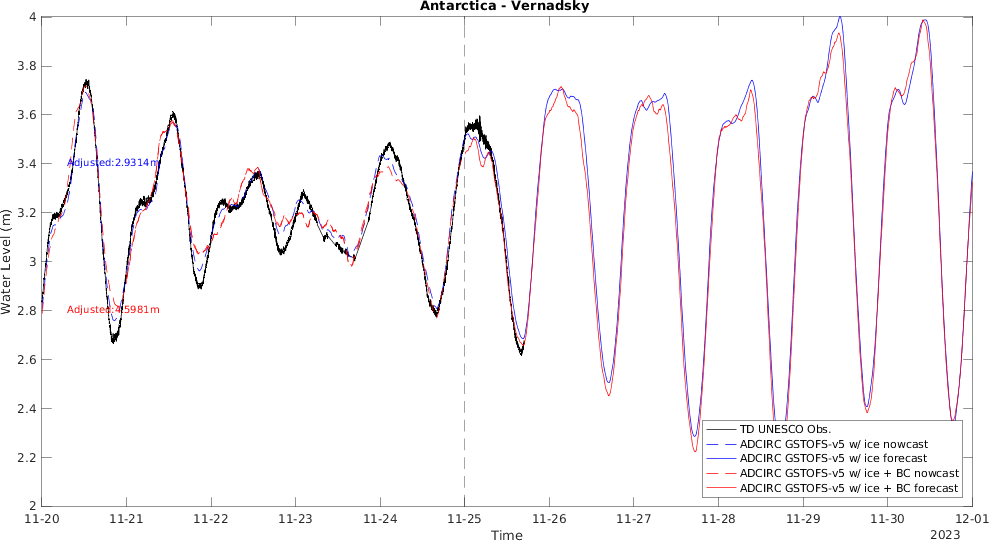 Antarctica - Vernadsky
Water Level (m)
4
3.8
3.6
3.4
3.2
3
2.8
2.6
2.4
2.2
2
Adjusted:2.9314m
Adjusted:4.5981m
TD UNESCO Obs.
ADCIRC GSTOFS-v5 w/ ice nowcast
ADCIRC GSTOFS-v5 w/ ice forecast
ADCIRC GSTOFS-v5 w/ ice + BC nowcast
ADCIRC GSTOFS-v5 w/ ice + BC forecast
11-20 11-21 11-22 11-23 11-24 11-25 11-26 11-27 11-28 11-29 11-30 12-01
Time
2023